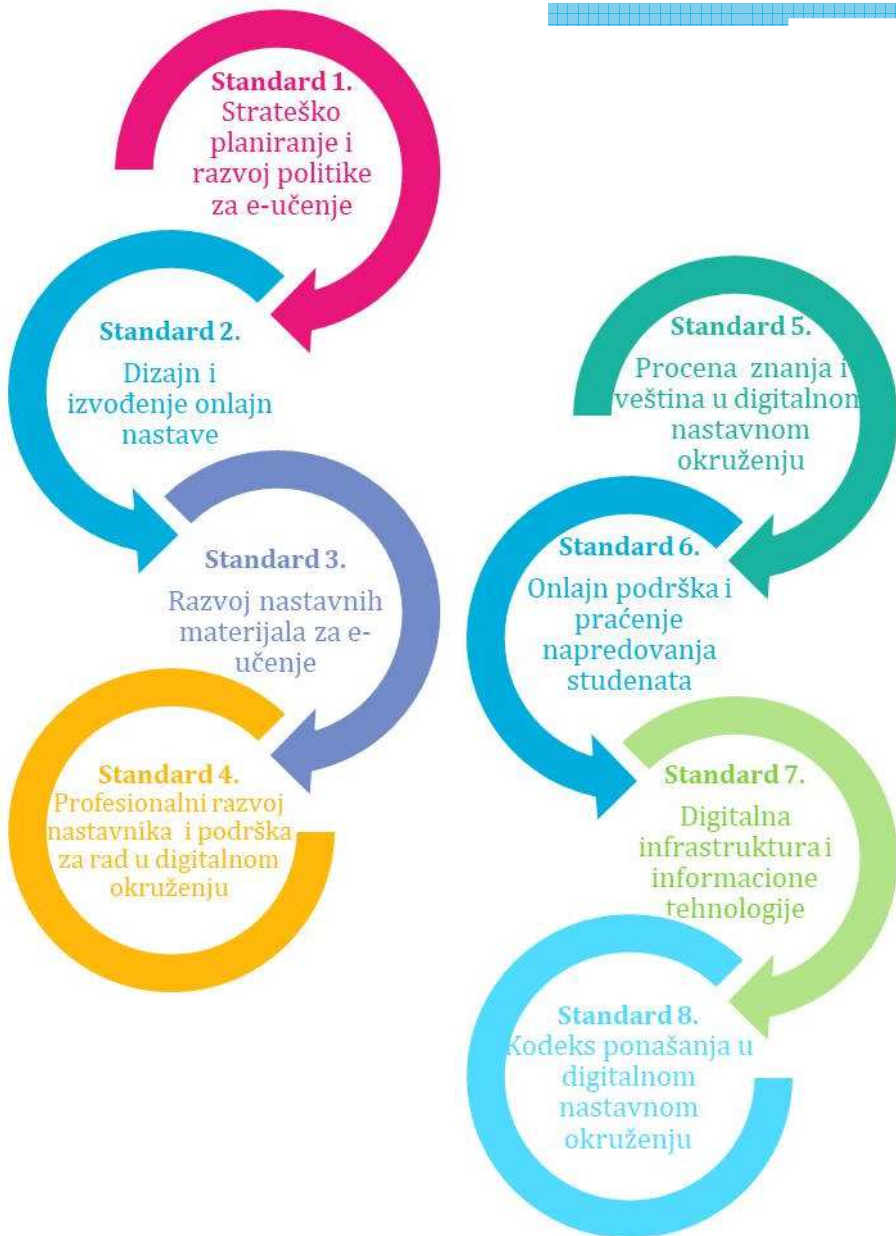 Standard 1.
Strateško
planiranje i
razvoj politike
za e-učenje
Standard 2.
Dizajn i
izvođenje onlajn
nastave
Standard 3.
Razvoj nastavnih
materijala za e-
učenje
Standard 4.
Profesionalni razvoj
nastavnika i podrška
za rad u digitalnom
okruženju
Standard 5.
Procena znanja i
veština u digitalnom
nastavnom
okruženju
Standard 6.
Onlajn podrška i
praćenje
napredovanja
studenata
Standard 7.
Digitalna
infrastruktura i
informacione
tehnologije
Standard 8.
Kodeks ponašanja u
digitalnom
nastavnom
okruženju